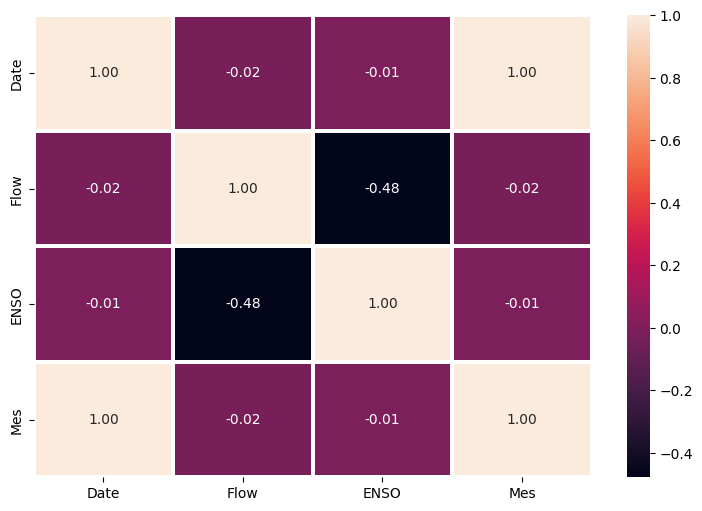 Date 1.00 -0.02 -0.01 1.00
Flow -0.02 1.00 -0.48 -0.02
ENSO -0.01 -0.48 1.00 -0.01
Mes 1.00 -0.02 -0.01 1.00
Date Flow ENSO Mes
1.0
0.8
0.6
0.4
0.2
0.0
−0.2
−0.4